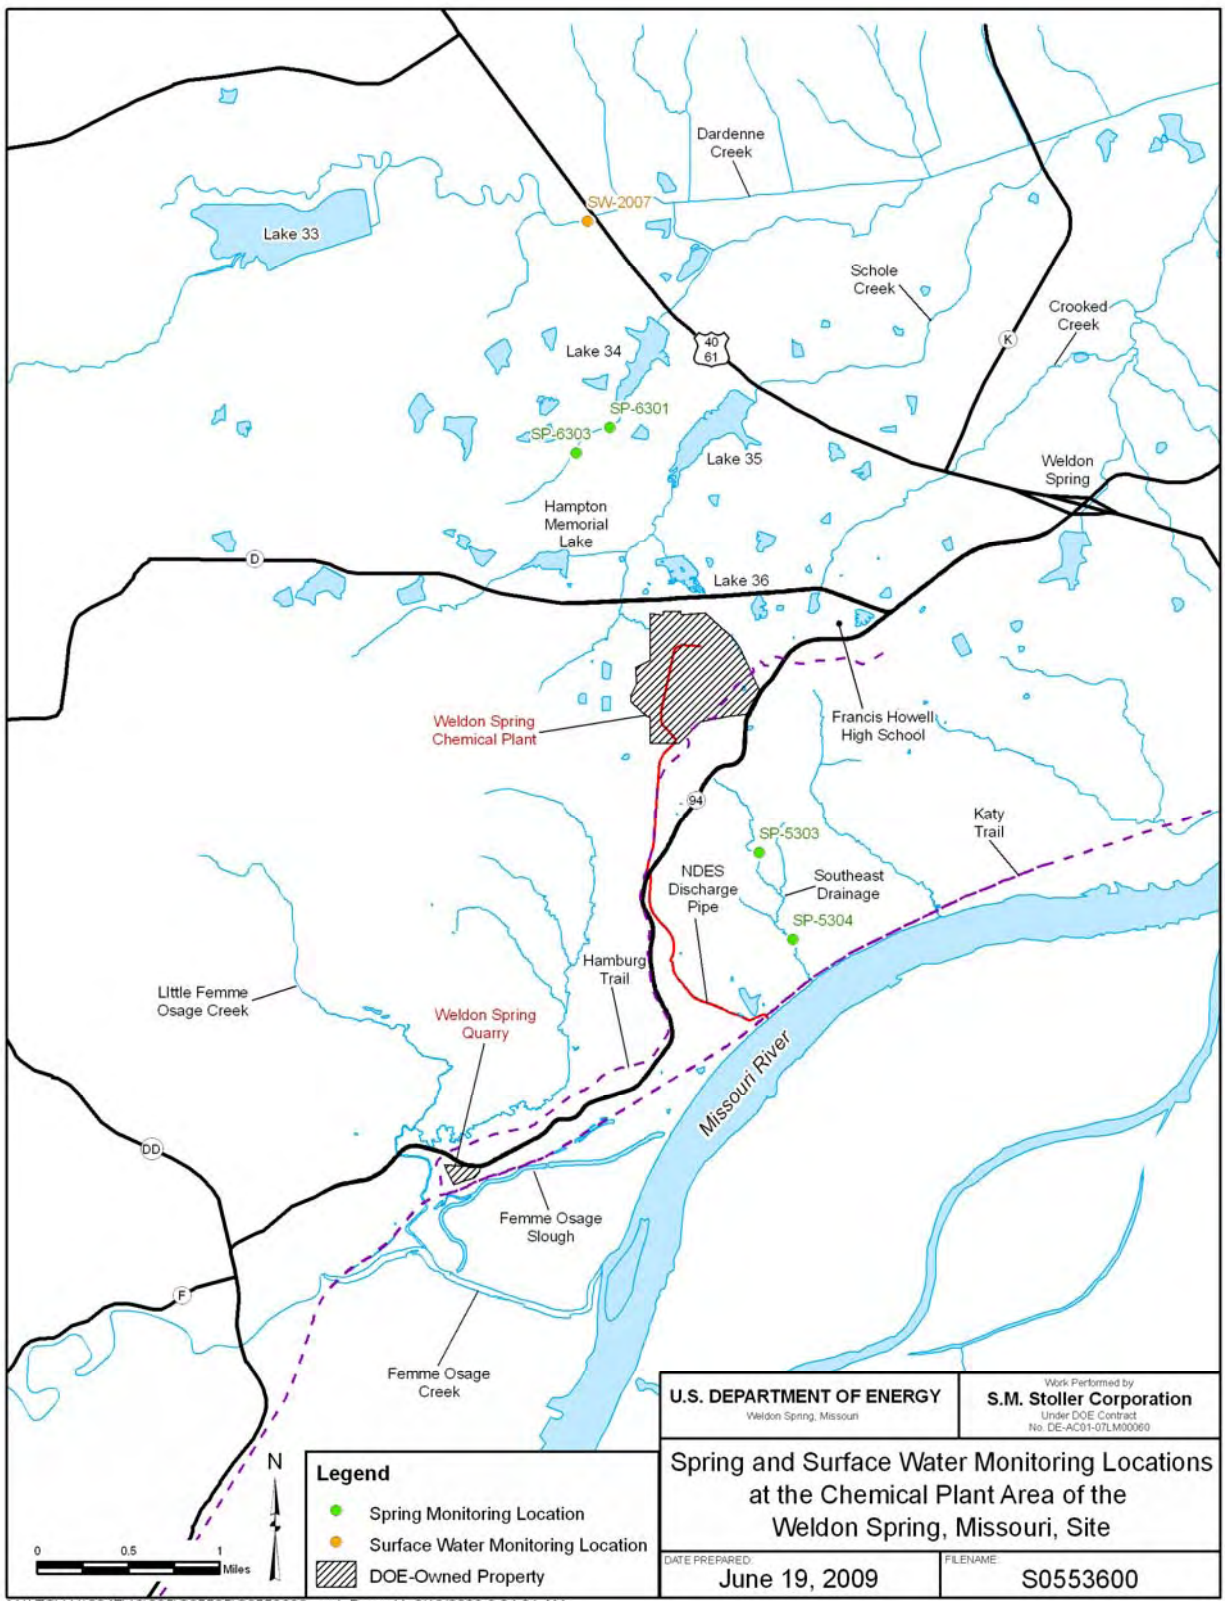 Dardenne
Creek
SW-2007
Lake 33
Schole
Creek
Crooked
Creek
40
61
K
Lake 34
SP-6301
SP-6303
Lake 35
Weldon
Spring
Hampton
Memorial
Lake
D
Lake 36
Weldon Spring
Chemical Plant
Francis Howell
High School
94
Katy
Trail
SP-5303
NDES
Discharge
Pipe
Southeast
Drainage
SP-5304
Hamburg
Trail
LIttle Femme
Osage Creek
Weldon Spring
Quarry
Missouri River
DD
Femme Osage
Slough
F
Femme Osage
Creek
N
0 0.5 1
Miles
Legend
Spring Monitoring Location
Surface Water Monitoring Location
DOE-Owned Property
U.S. DEPARTMENT OF ENERGY
Weldon Spring, Missouri
Work Performed by
S.M. Stoller Corporation
Under DOE Contract
No. DE-AC01-07LM00060
Spring and Surface Water Monitoring Locations
at the Chemical Plant Area of the
Weldon Spring, Missouri, Site
DATE PREPARED:
June 19, 2009
FILENAME:
S0553600